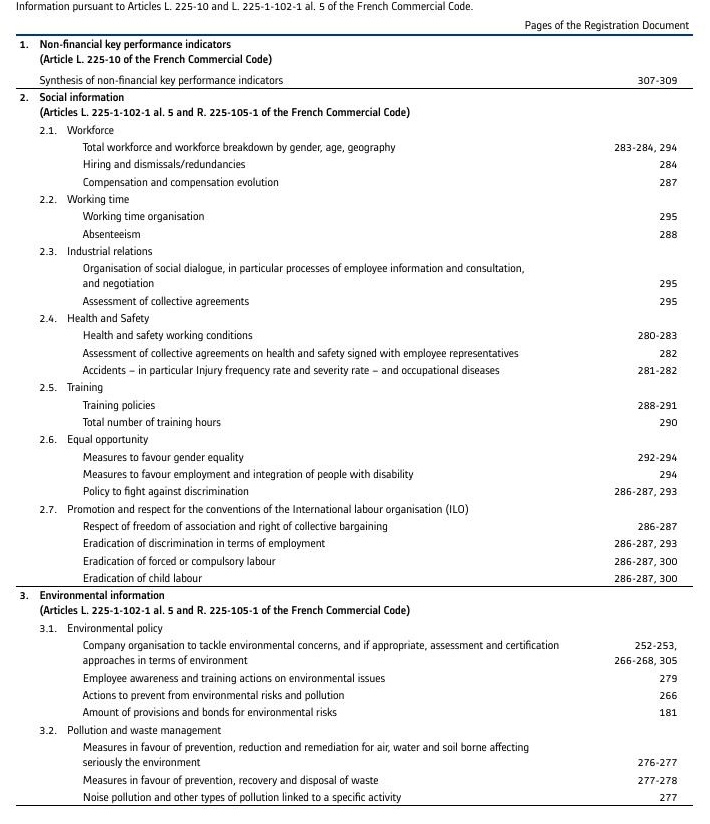 Information pursuant to Articles L. 225-10 and L. 225-1-102-1 al. 5 of the French Commercial Code.
Pages of the Registration Document
1. Non-financial key performance indicators
(Article L. 225-10 of the French Commercial Code)
Synthesis of non-financial key performance indicators 307-309
2. Social information
(Articles L. 225-1-102-1 al. 5 and R. 225-105-1 of the French Commercial Code)
2.1. Workforce
Total workforce and workforce breakdown by gender, age, geography 283-284, 294
Hiring and dismissals/redundancies 284
Compensation and compensation evolution 287
2.2. Working time
Working time organisation 295
Absenteeism 288
2.3. Industrial relations
Organisation of social dialogue, in particular processes of employee information and consultation,
and negotiation 295
Assessment of collective agreements 295
2.4. Health and Safety
Health and safety working conditions 280-283
Assessment of collective agreements on health and safety signed with employee representatives 282
Accidents – in particular Injury frequency rate and severity rate – and occupational diseases 281-282
2.5. Training
Training policies 288-291
Total number of training hours 290
2.6. Equal opportunity
Measures to favour gender equality 292-294
Measures to favour employment and integration of people with disability 294
Policy to fight against discrimination 286-287, 293
2.7. Promotion and respect for the conventions of the International labour organisation (ILO)
Respect of freedom of association and right of collective bargaining 286-287
Eradication of discrimination in terms of employment 286-287, 293
Eradication of forced or compulsory labour 286-287, 300
Eradication of child labour 286-287, 300
3. Environmental information
(Articles L. 225-1-102-1 al. 5 and R. 225-105-1 of the French Commercial Code)
3.1. Environmental policy
Company organisation to tackle environmental concerns, and if appropriate, assessment and certification 252-253,
approaches in terms of environment 266-268, 305
Employee awareness and training actions on environmental issues 279
Actions to prevent from environmental risks and pollution 266
Amount of provisions and bonds for environmental risks 181
3.2. Pollution and waste management
Measures in favour of prevention, reduction and remediation for air, water and soil borne affecting
seriously the environment 276-277
Measures in favour of prevention, recovery and disposal of waste 277-278
Noise pollution and other types of pollution linked to a specific activity 277